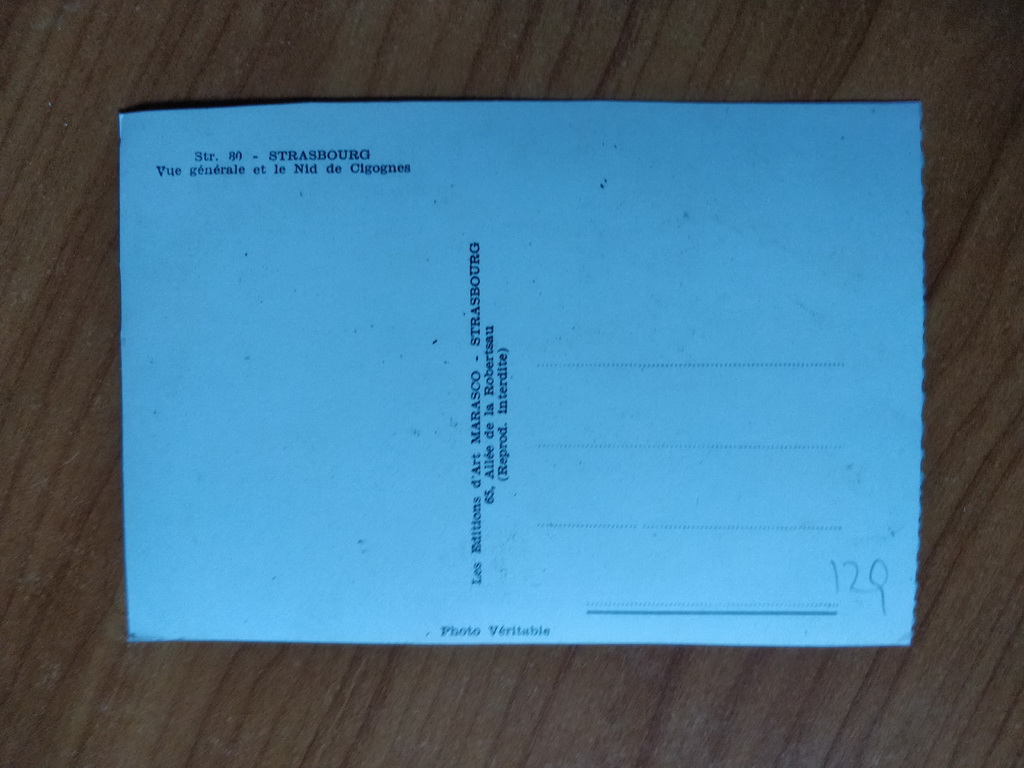 Str. 80 - STRASBOURG
Vue générale et le Nid de Cigognes
Les Editions d'Art MARASCO - STRASBOURG
65, Allée de la Robertsau
(Reprod. interdite)
Photo Véritable
129